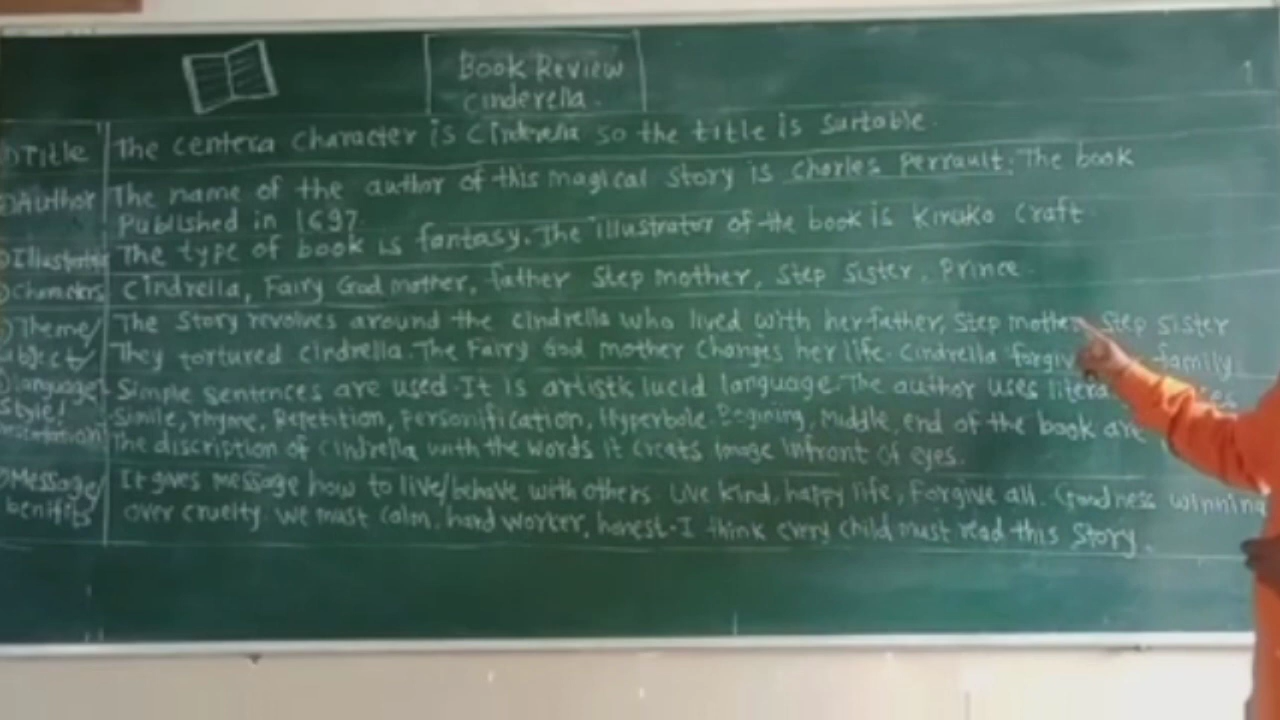 Book Review
Cinderella.
1
1) Title The centera character is Cinderella so the title is suitable.
2) Author The name of the author of this magical story is charles Perrault. The book
Published in 1697.
3) Illustrator The type of book is fantasy. The illustrator of the book is Kinuko Craft
Characters Cindrella, Fairy God mother, father Step mother, Step Sister, Prince.
Theme/ The Story revolves around the Cindrella who lived with her father, Step mother Step Sister
subject/ They tortured Cindrella. The Fairy God mother Changes her life. Cindrella forgiv family.
language Simple sentences are used. It is artistk lucid language. The author uses litera
Style/ Simile, rhyme, Repetition, Personification, Hyperbole. Begining, Middle, end of the book are
The discription of Cindrella with the words it Creats image infront of eyes.
Message/ It gives message how to live/behave with others. Live kind, happy life, Forgive all. Goodness winning
benifits over cruelty. We must Calm, hard worker, honest. I think every child must read this Story.